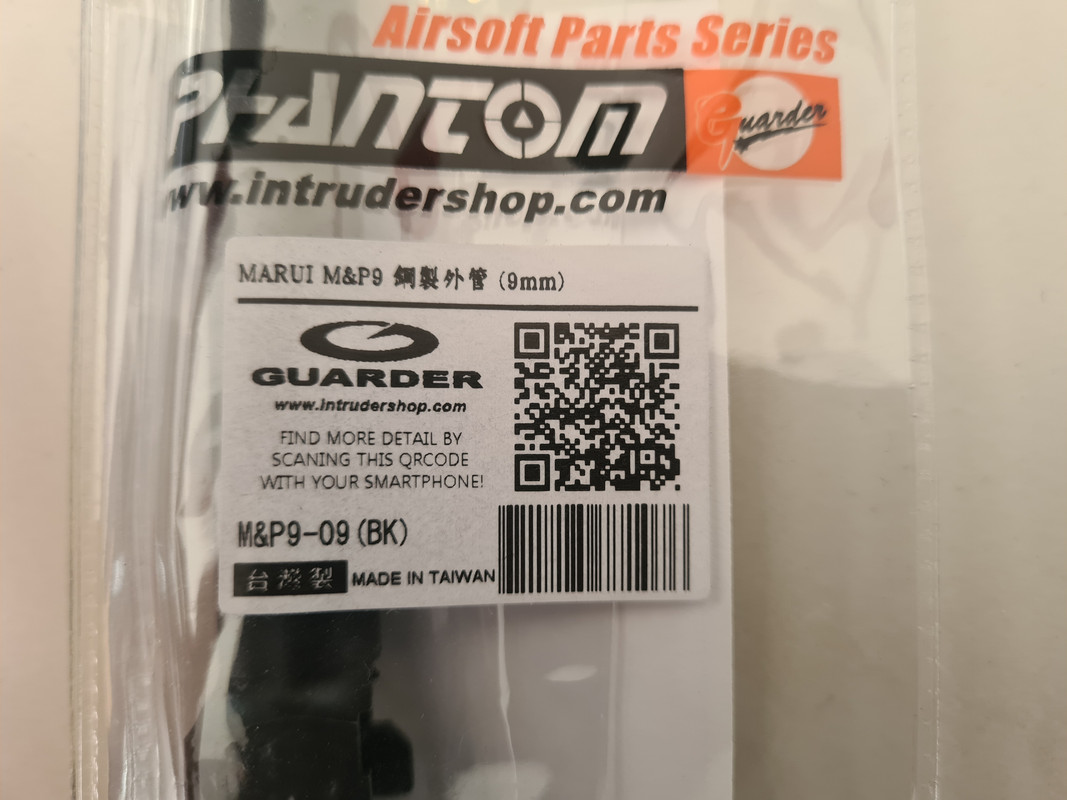 Airsoft Parts Series
PHANTOM
Guarder
www.intrudershop.com
MARUI M&P9 鋼製外管 (9mm)
GUARDER
www.intrudershop.com
FIND MORE DETAIL BY
SCANING THIS QRCODE
WITH YOUR SMARTPHONE!
M&P9-09(BK)
台灣製 MADE IN TAIWAN